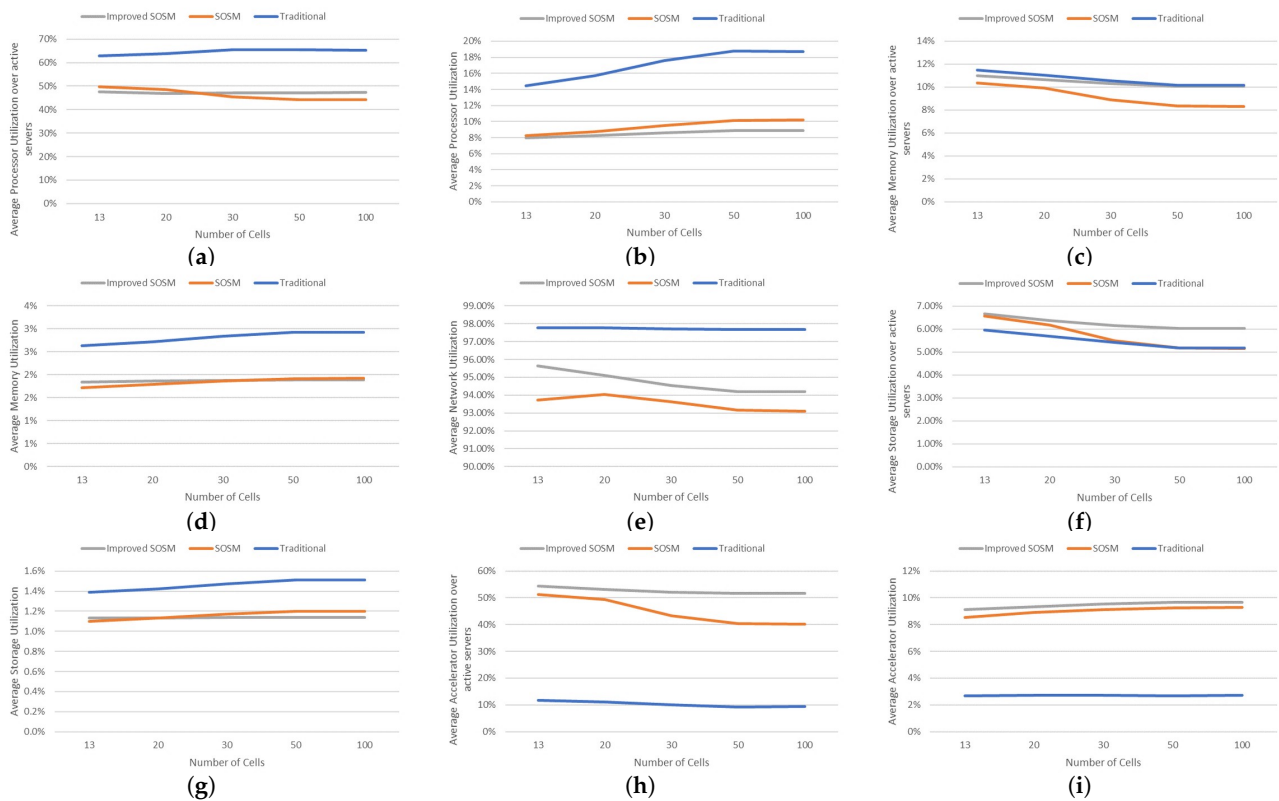 Improved SOSM SOSM Traditional
Average Processor Utilization over active
servers
70%
60%
50%
40%
30%
20%
10%
0%
13 20 30 50 100
Number of Cells
(a)
Improved SOSM SOSM Traditional
Average Processor Utilization
20%
18%
16%
14%
12%
10%
8%
6%
4%
2%
0%
13 20 30 50 100
Number of Cells
(b)
Improved SOSM SOSM Traditional
Average Memory Utilization over active
servers
14%
12%
10%
8%
6%
4%
2%
0%
13 20 30 50 100
Number of Cells
(c)
Improved SOSM SOSM Traditional
Average Memory Utilization
4%
3%
3%
2%
2%
1%
1%
0%
13 20 30 50 100
Number of Cells
(d)
Improved SOSM SOSM Traditional
Average Network Utilization
99.00%
98.00%
97.00%
96.00%
95.00%
94.00%
93.00%
92.00%
91.00%
90.00%
13 20 30 50 100
Number of Cells
(e)
Improved SOSM SOSM Traditional
Average Storage Utilization over active
servers
7.00%
6.00%
5.00%
4.00%
3.00%
2.00%
1.00%
0.00%
13 20 30 50 100
Number of Cells
(f)
Improved SOSM SOSM Traditional
Average Storage Utilization
1.6%
1.4%
1.2%
1.0%
0.8%
0.6%
0.4%
0.2%
0.0%
13 20 30 50 100
Number of Cells
(g)
Improved SOSM SOSM Traditional
Average Accelerator Utilization over
active servers
60%
50%
40%
30%
20%
10%
0%
13 20 30 50 100
Number of Cells
(h)
Improved SOSM SOSM Traditional
Average Accelerator Utilization
12%
10%
8%
6%
4%
2%
0%
13 20 30 50 100
Number of Cells
(i)